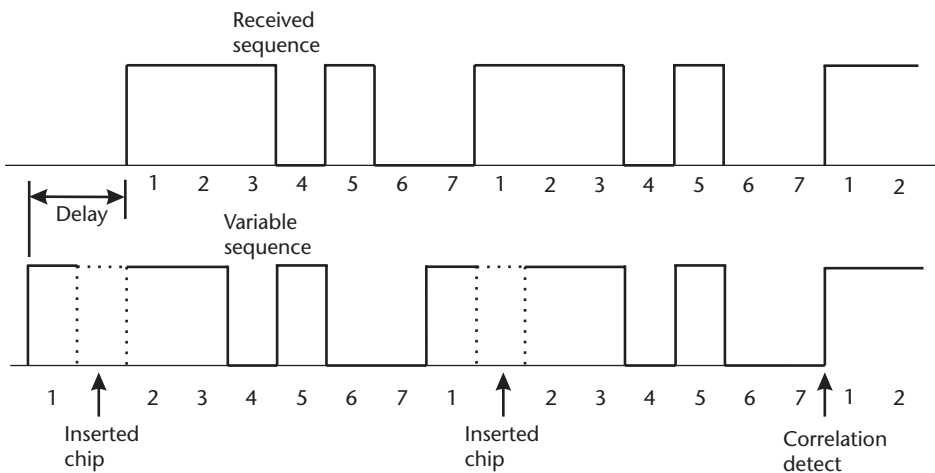 Received
sequence
1 2 3 4 5 6 7 1 2 3 4 5 6 7 1 2
Delay
Variable
sequence
1 2 3 4 5 6 7 1 2 3 4 5 6 7 1 2
Inserted
chip
Inserted
chip
Correlation
detect